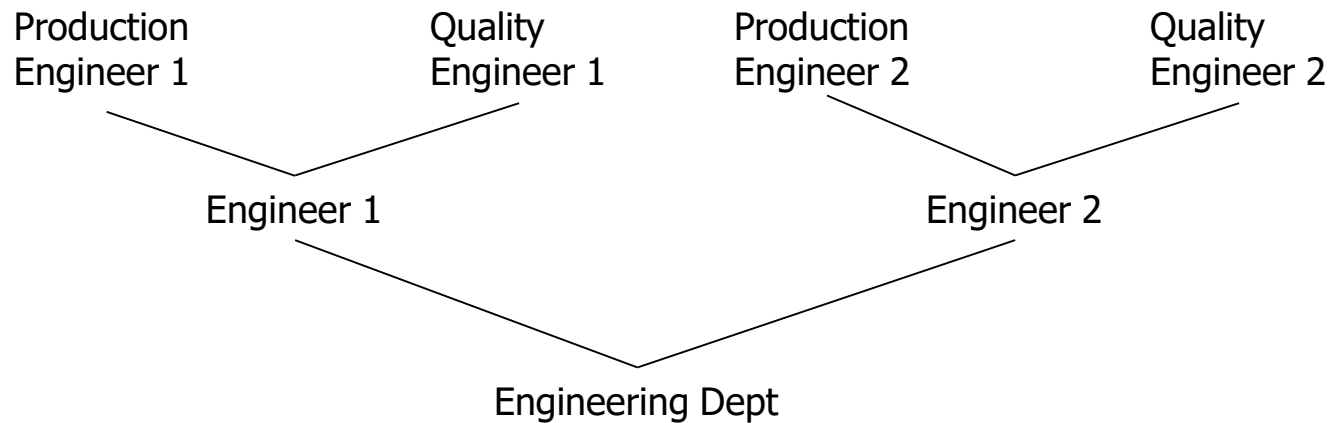 Production
Engineer 1
Quality
Engineer 1
Production
Engineer 2
Quality
Engineer 2
Engineer 1
Engineer 2
Engineering Dept